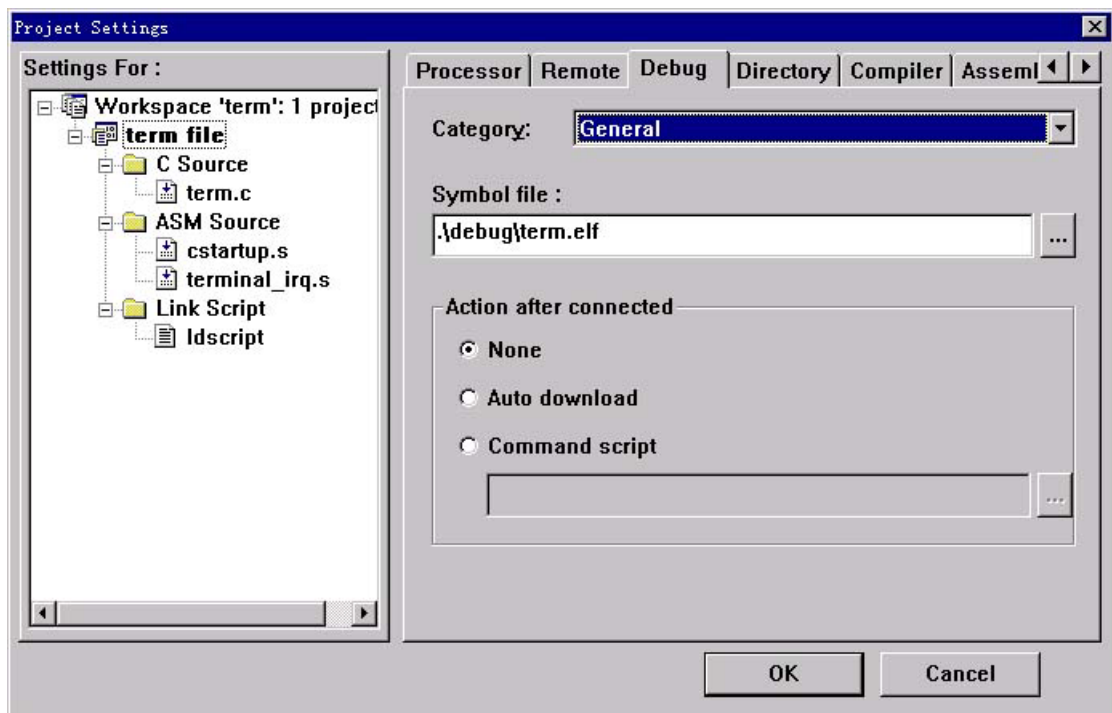 Project Settings
Settings For :
Workspace 'term': 1 project
term file
C Source
term.c
ASM Source
cstartup.s
terminal_irq.s
Link Script
ldscript
Processor Remote Debug Directory Compiler Asseml
Category: General
Symbol file :
.\debug\term.elf
...
Action after connected
None
Auto download
Command script
...
OK Cancel